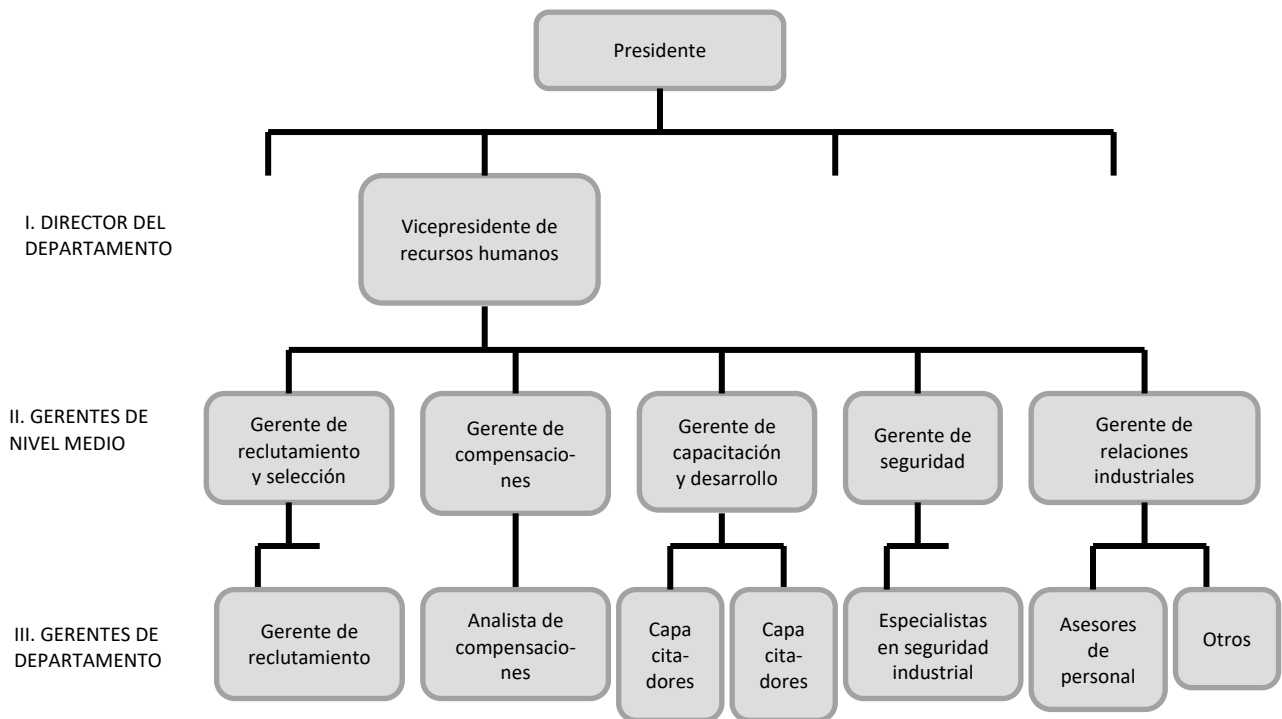 Presidente
I. DIRECTOR DEL
DEPARTAMENTO
Vicepresidente de
recursos humanos
II. GERENTES DE
NIVEL MEDIO
Gerente de
reclutamiento
y selección
Gerente de
compensacio-
nes
Gerente de
capacitación
y desarrollo
Gerente de
seguridad
Gerente de
relaciones
industriales
III. GERENTES DE
DEPARTAMENTO
Gerente de
reclutamiento
Analista de
compensacio-
nes
Capa
cita-
dores
Capa
cita-
dores
Especialistas
en seguridad
industrial
Asesores
de
personal
Otros